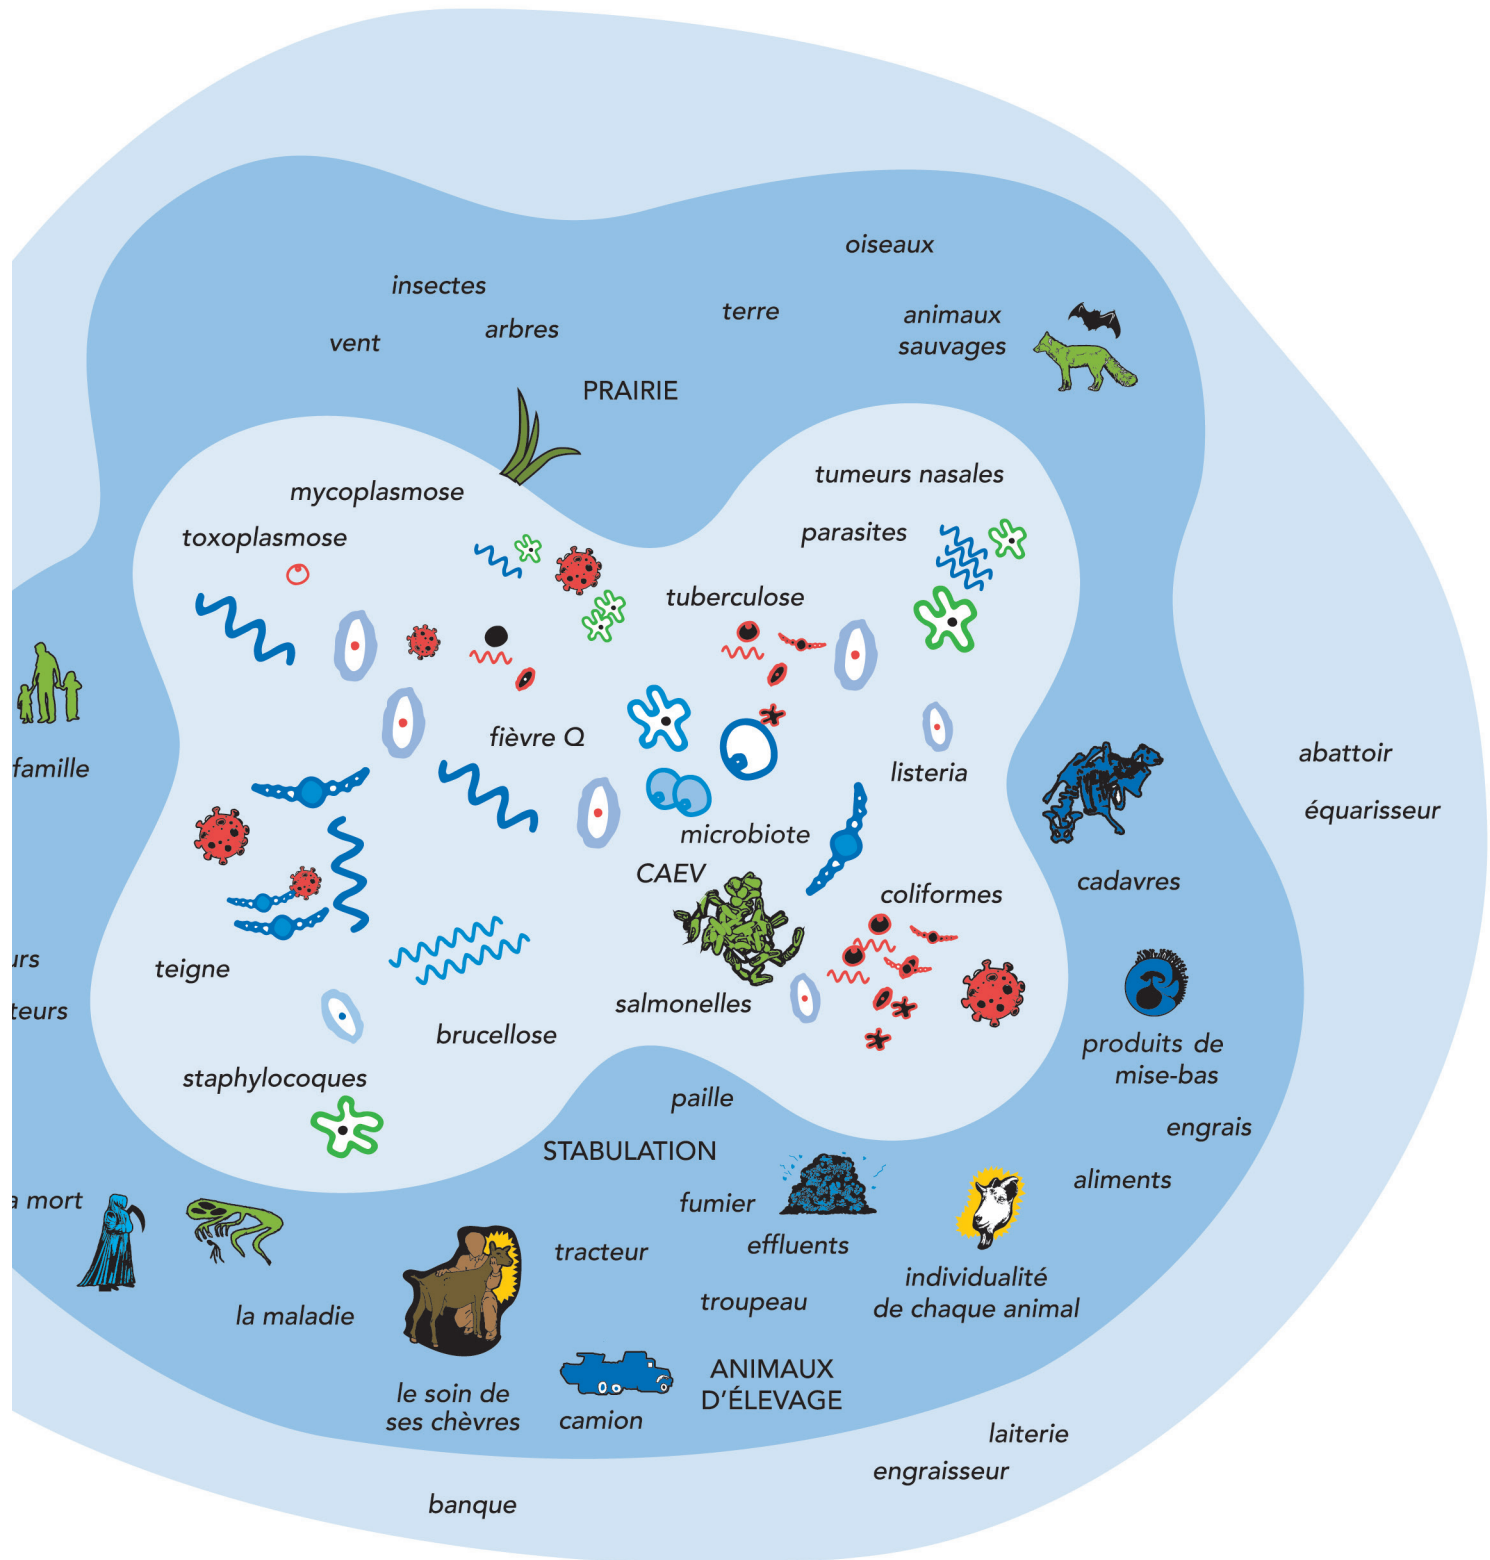 oiseaux
insectes
terre
animaux
sauvages
arbres
vent
PRAIRIE
tumeurs nasales
mycoplasmose
parasites
toxoplasmose
tuberculose
fièvre Q
listeria
famille
abattoir
équarisseur
microbiote
CAEV
cadavres
coliformes
teigne
salmonelles
brucellose
produits de
mise-bas
staphylocoques
paille
engrais
STABULATION
aliments
fumier
a mort
effluents
tracteur
individualité
de chaque animal
troupeau
la maladie
ANIMAUX
D'ÉLEVAGE
le soin de
ses chèvres
camion
laiterie
engraisseur
banque